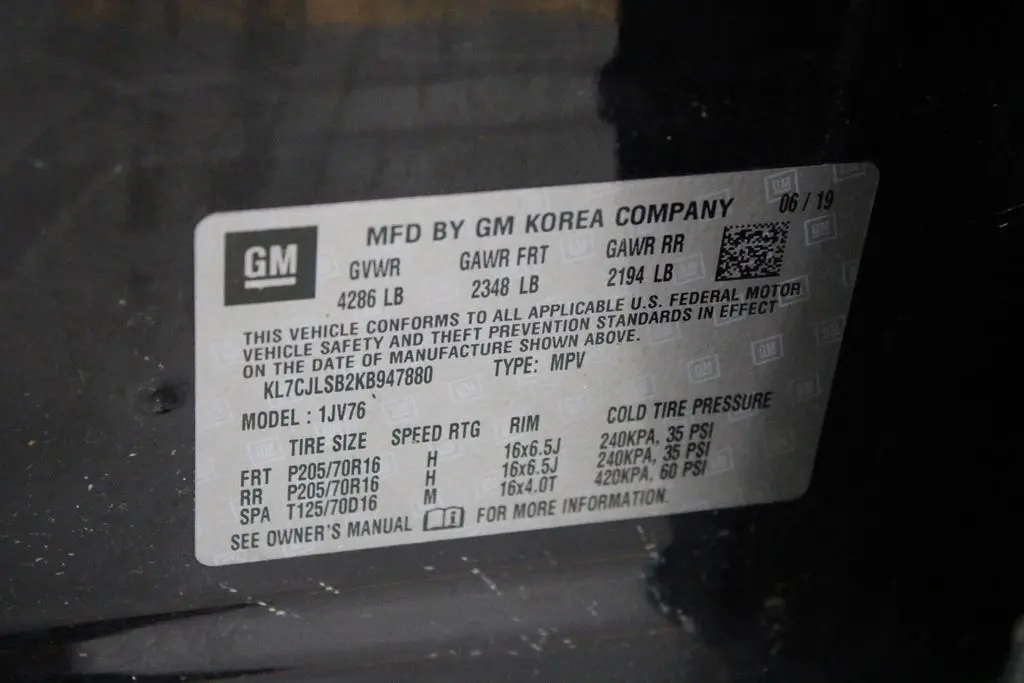 GM
MFD BY GM KOREA COMPANY 06 / 19
GVWR GAWR FRT GAWR RR
4286 LB 2348 LB 2194 LB
THIS VEHICLE CONFORMS TO ALL APPLICABLE U.S. FEDERAL MOTOR
VEHICLE SAFETY AND THEFT PREVENTION STANDARDS IN EFFECT
ON THE DATE OF MANUFACTURE SHOWN ABOVE.
KL7CJLSB2KB947880 TYPE: MPV
MODEL : 1JV76
TIRE SIZE SPEED RTG RIM COLD TIRE PRESSURE
FRT P205/70R16 H 16x6.5J 240KPA, 35 PSI
RR P205/70R16 H 16x6.5J 240KPA, 35 PSI
SPA T125/70D16 M 16x4.0T 420KPA, 60 PSI
SEE OWNER'S MANUAL FOR MORE INFORMATION.